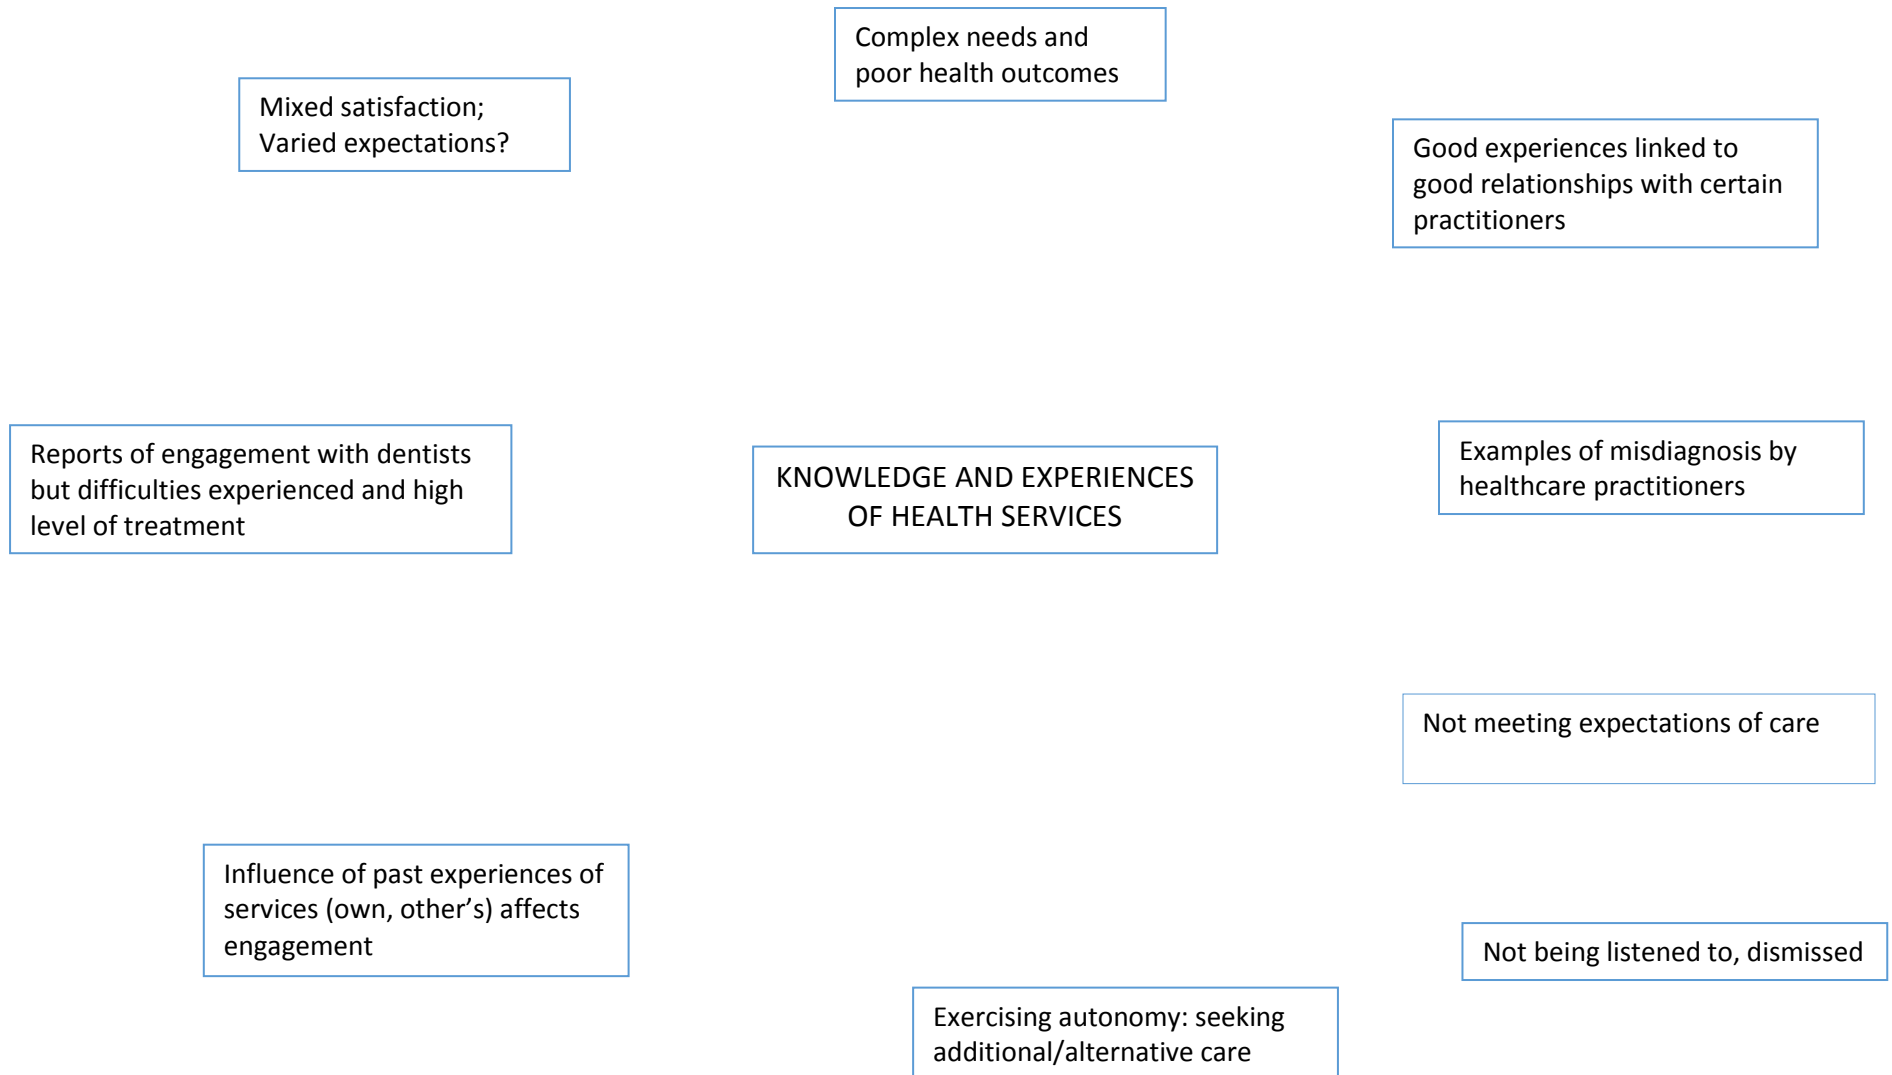 Complex needs and
poor health outcomes
Mixed satisfaction;
Varied expectations?
Good experiences linked to
good relationships with certain
practitioners
Reports of engagement with dentists
but difficulties experienced and high
level of treatment
KNOWLEDGE AND EXPERIENCES
OF HEALTH SERVICES
Examples of misdiagnosis by
healthcare practitioners
Not meeting expectations of care
Influence of past experiences of
services (own, other’s) affects
engagement
Not being listened to, dismissed
Exercising autonomy: seeking
additional/alternative care